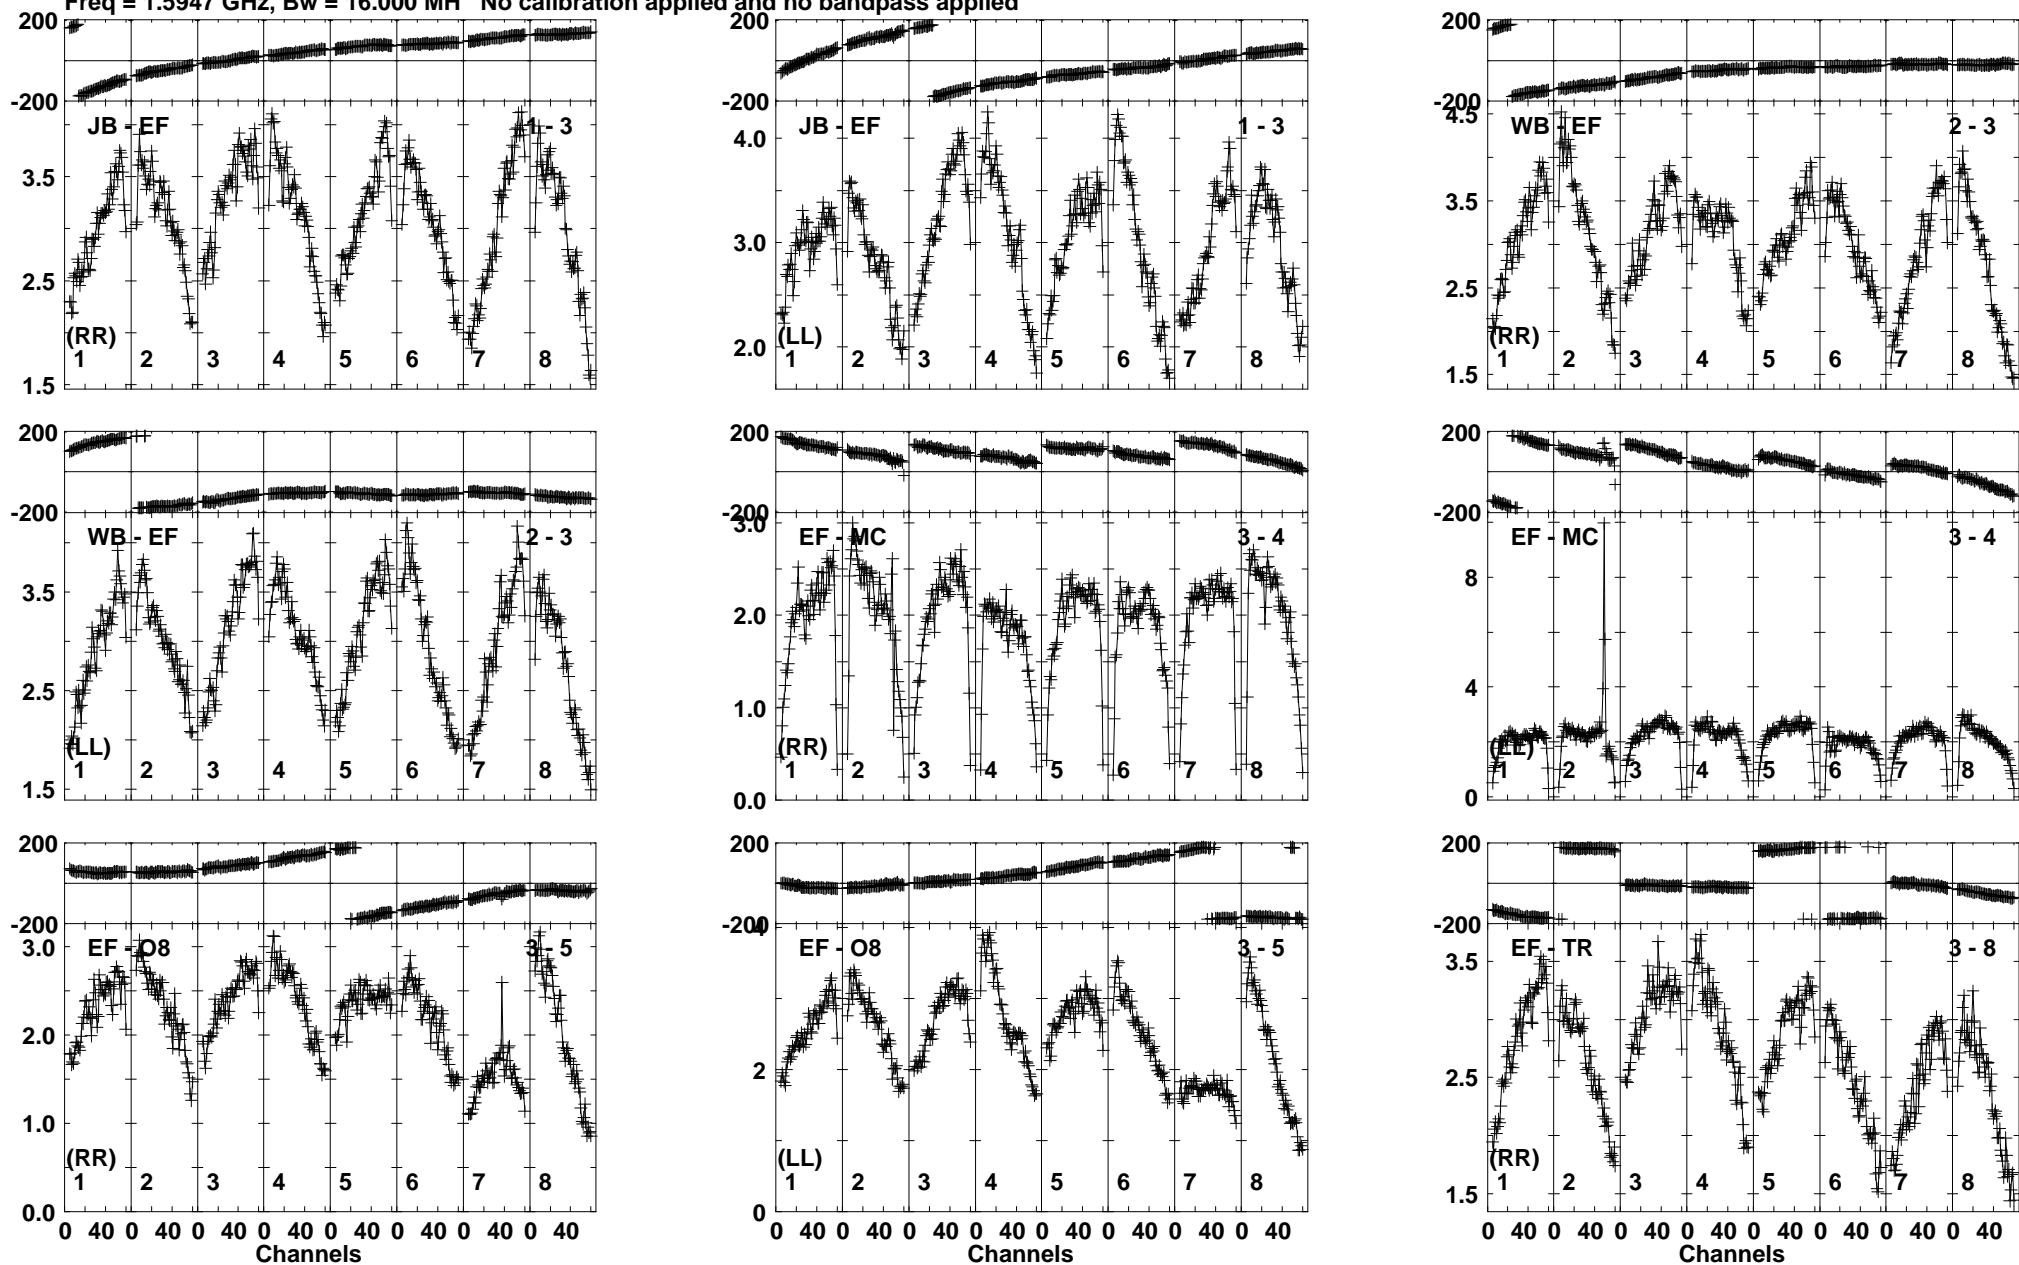 Freq = 1.5947 GHz, Bw = 16.000 MH No calibration applied and no bandpass applied
200 200 200
-200 -200 -200
JB - EF 1 - 3 JB - EF 1 - 3 WB - EF 2 - 3
3.5 2.5 1.5 4.0 3.0 2.0 4.5 3.5 2.5 1.5
(RR) (LL) (RR)
1 2 3 4 5 6 7 8 1 2 3 4 5 6 7 8 1 2 3 4 5 6 7 8
200 200 200
-200 -200 -200
WB - EF 2 - 3 EF - MC 3 - 4 EF - MC 3 - 4
3.5 2.5 1.5 3.0 2.0 1.0 0.0 8 4 0
(LL) (RR) (LL)
1 2 3 4 5 6 7 8 1 2 3 4 5 6 7 8 1 2 3 4 5 6 7 8
200 200 200
-200 -200 -200
EF - O8 3 - 5 EF - O8 3 - 5 EF - TR 3 - 8
3.0 2.0 1.0 0.0 4 2 0 3.5 2.5 1.5
(RR) (LL) (RR)
1 2 3 4 5 6 7 8 1 2 3 4 5 6 7 8 1 2 3 4 5 6 7 8
0 40 0 40 0 40 0 40 0 40 0 40 0 40 0 40 0 40 0 40 0 40 0 40 0 40 0 40 0 40 0 40 0 40 0 40 0 40 0 40 0 40 0 40 0 40 0 40
Channels Channels Channels